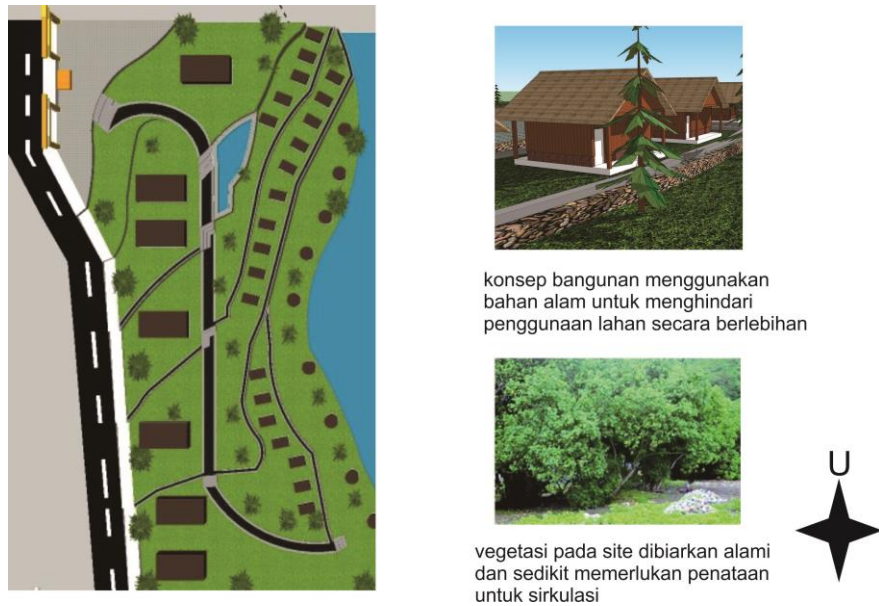 konsep bangunan menggunakan
bahan alam untuk menghindari
penggunaan lahan secara berlebihan
U
vegetasi pada site dibiarkan alami
dan sedikit memerlukan penataan
untuk sirkulasi